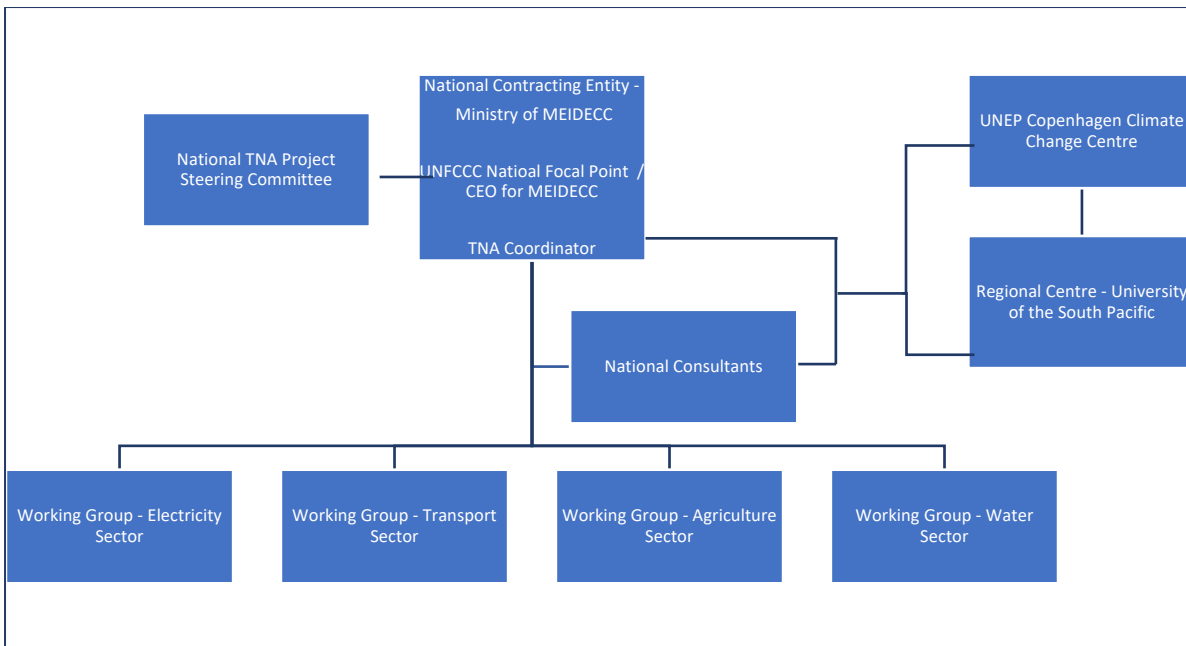 National Contracting Entity -
Ministry of MEIDECC
UNFCCC Natioal Focal Point /
CEO for MEIDECC
TNA Coordinator
National TNA Project
Steering Committee
UNEP Copenhagen Climate
Change Centre
Regional Centre - University
of the South Pacific
National Consultants
Working Group - Electricity
Sector
Working Group - Transport
Sector
Working Group - Agriculture
Sector
Working Group - Water
Sector